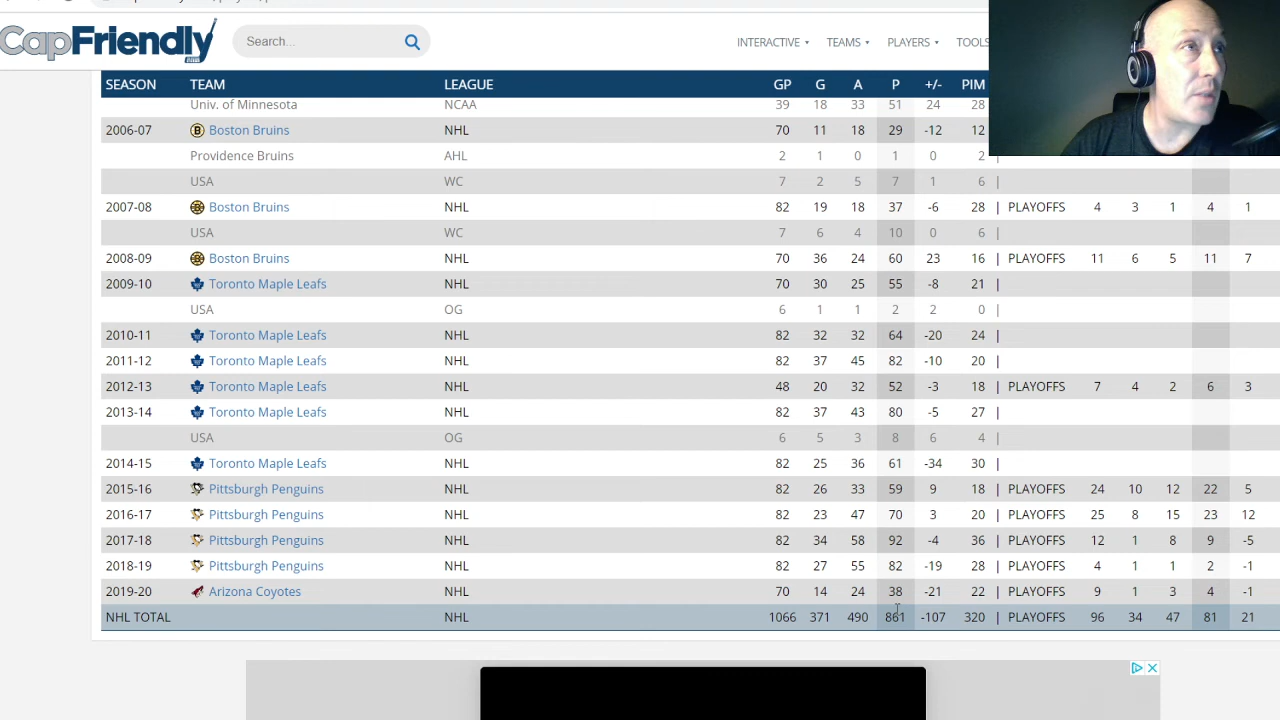 CapFriendly Search... INTERACTIVE TEAMS PLAYERS TOOLS
SEASON TEAM LEAGUE GP G A P +/- PIM
Univ. of Minnesota NCAA 39 18 33 51 24 28
2006-07 Boston Bruins NHL 70 11 18 29 -12 12
Providence Bruins AHL 2 1 0 1 0 2 |
USA WC 7 2 5 7 1 6 |
2007-08 Boston Bruins NHL 82 19 18 37 -6 28 | PLAYOFFS 4 3 1 4 1
USA WC 7 6 4 10 0 6 |
2008-09 Boston Bruins NHL 70 36 24 60 23 16 | PLAYOFFS 11 6 5 11 7
2009-10 Toronto Maple Leafs NHL 70 30 25 55 -8 21 |
USA OG 6 1 1 2 2 0 |
2010-11 Toronto Maple Leafs NHL 82 32 32 64 -20 24 |
2011-12 Toronto Maple Leafs NHL 82 37 45 82 -10 20 |
2012-13 Toronto Maple Leafs NHL 48 20 32 52 -3 18 | PLAYOFFS 7 4 2 6 3
2013-14 Toronto Maple Leafs NHL 82 37 43 80 -5 27 |
USA OG 6 5 3 8 6 4 |
2014-15 Toronto Maple Leafs NHL 82 25 36 61 -34 30 |
2015-16 Pittsburgh Penguins NHL 82 26 33 59 9 18 | PLAYOFFS 24 10 12 22 5
2016-17 Pittsburgh Penguins NHL 82 23 47 70 3 20 | PLAYOFFS 25 8 15 23 12
2017-18 Pittsburgh Penguins NHL 82 34 58 92 -4 36 | PLAYOFFS 12 1 8 9 -5
2018-19 Pittsburgh Penguins NHL 82 27 55 82 -19 28 | PLAYOFFS 4 1 1 2 -1
2019-20 Arizona Coyotes NHL 70 14 24 38 -21 22 | PLAYOFFS 9 1 3 4 -1
NHL TOTAL NHL 1066 371 490 861 -107 320 | PLAYOFFS 96 34 47 81 21